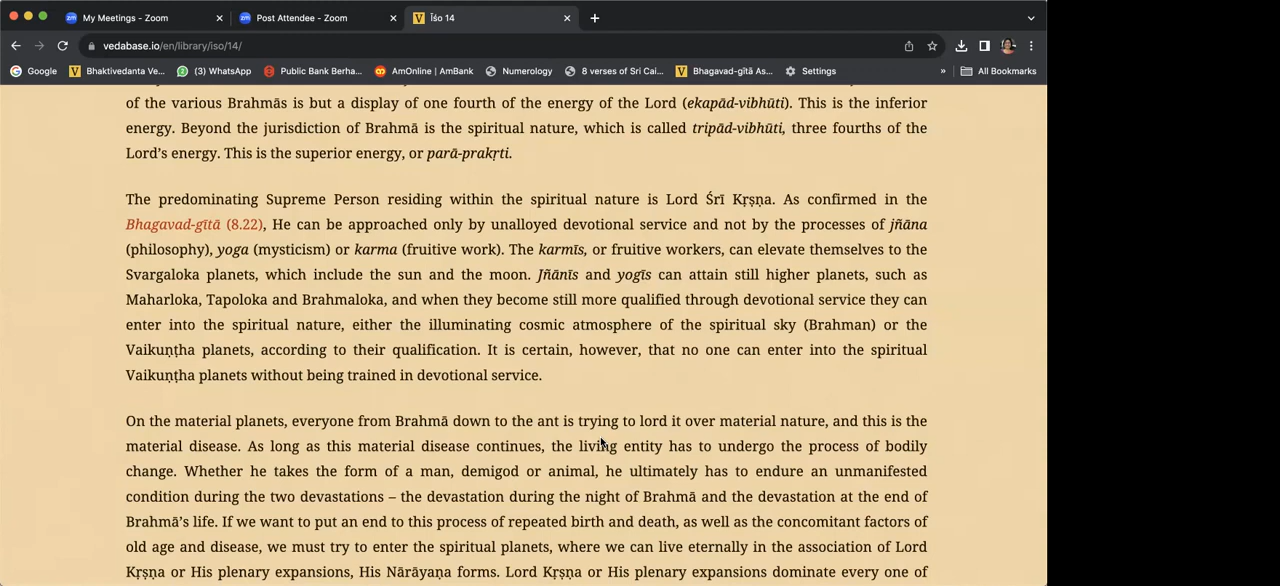 My Meetings - Zoom
Post Attendee - Zoom
Īśo 14
vedabase.io/en/library/iso/14/
Google
Bhaktivedanta Ve...
(3) WhatsApp
Public Bank Berha...
AmOnline | AmBank
Numerology
8 verses of Sri Cai...
Bhagavad-gītā As...
Settings
»
All Bookmarks
of the various Brahmās is but a display of one fourth of the energy of the Lord (ekapād-vibhūti). This is the inferior
energy. Beyond the jurisdiction of Brahmā is the spiritual nature, which is called tripād-vibhūti, three fourths of the
Lord’s energy. This is the superior energy, or parā-prakṛti.
The predominating Supreme Person residing within the spiritual nature is Lord Śrī Kṛṣṇa. As confirmed in the
Bhagavad-gītā (8.22), He can be approached only by unalloyed devotional service and not by the processes of jñāna
(philosophy), yoga (mysticism) or karma (fruitive work). The karmīs, or fruitive workers, can elevate themselves to the
Svargaloka planets, which include the sun and the moon. Jñānīs and yogīs can attain still higher planets, such as
Maharloka, Tapoloka and Brahmaloka, and when they become still more qualified through devotional service they can
enter into the spiritual nature, either the illuminating cosmic atmosphere of the spiritual sky (Brahman) or the
Vaikuṇṭha planets, according to their qualification. It is certain, however, that no one can enter into the spiritual
Vaikuṇṭha planets without being trained in devotional service.
On the material planets, everyone from Brahmā down to the ant is trying to lord it over material nature, and this is the
material disease. As long as this material disease continues, the living entity has to undergo the process of bodily
change. Whether he takes the form of a man, demigod or animal, he ultimately has to endure an unmanifested
condition during the two devastations – the devastation during the night of Brahmā and the devastation at the end of
Brahmā’s life. If we want to put an end to this process of repeated birth and death, as well as the concomitant factors of
old age and disease, we must try to enter the spiritual planets, where we can live eternally in the association of Lord
Kṛṣṇa or His plenary expansions, His Nārāyaṇa forms. Lord Kṛṣṇa or His plenary expansions dominate every one of